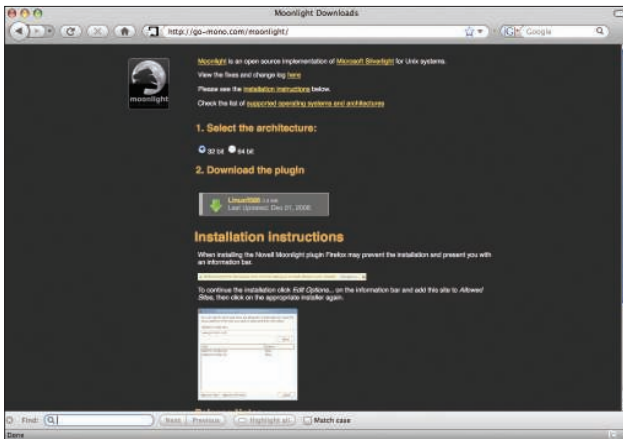 Moonlight Downloads
http://go-mono.com/moonlight/
Google
moonlight
Moonlight is an open source implementation of Microsoft Silverlight for Unix systems.
View the fixes and change log here
Please see the installation instructions below.
Check the list of supported operating systems and architectures
1. Select the architecture:
32 bit 64 bit
2. Download the plugin
Last Updated: Dec 31, 2008
Installation instructions
When installing the Novell Moonlight plugin Firefox may prevent the installation and present you with
an information bar.
To continue the installation click Edit Options... on the information bar and add this site to Allowed
Sites, then click on the appropriate installer again.
Find:
Next Previous Highlight all Match case
Done